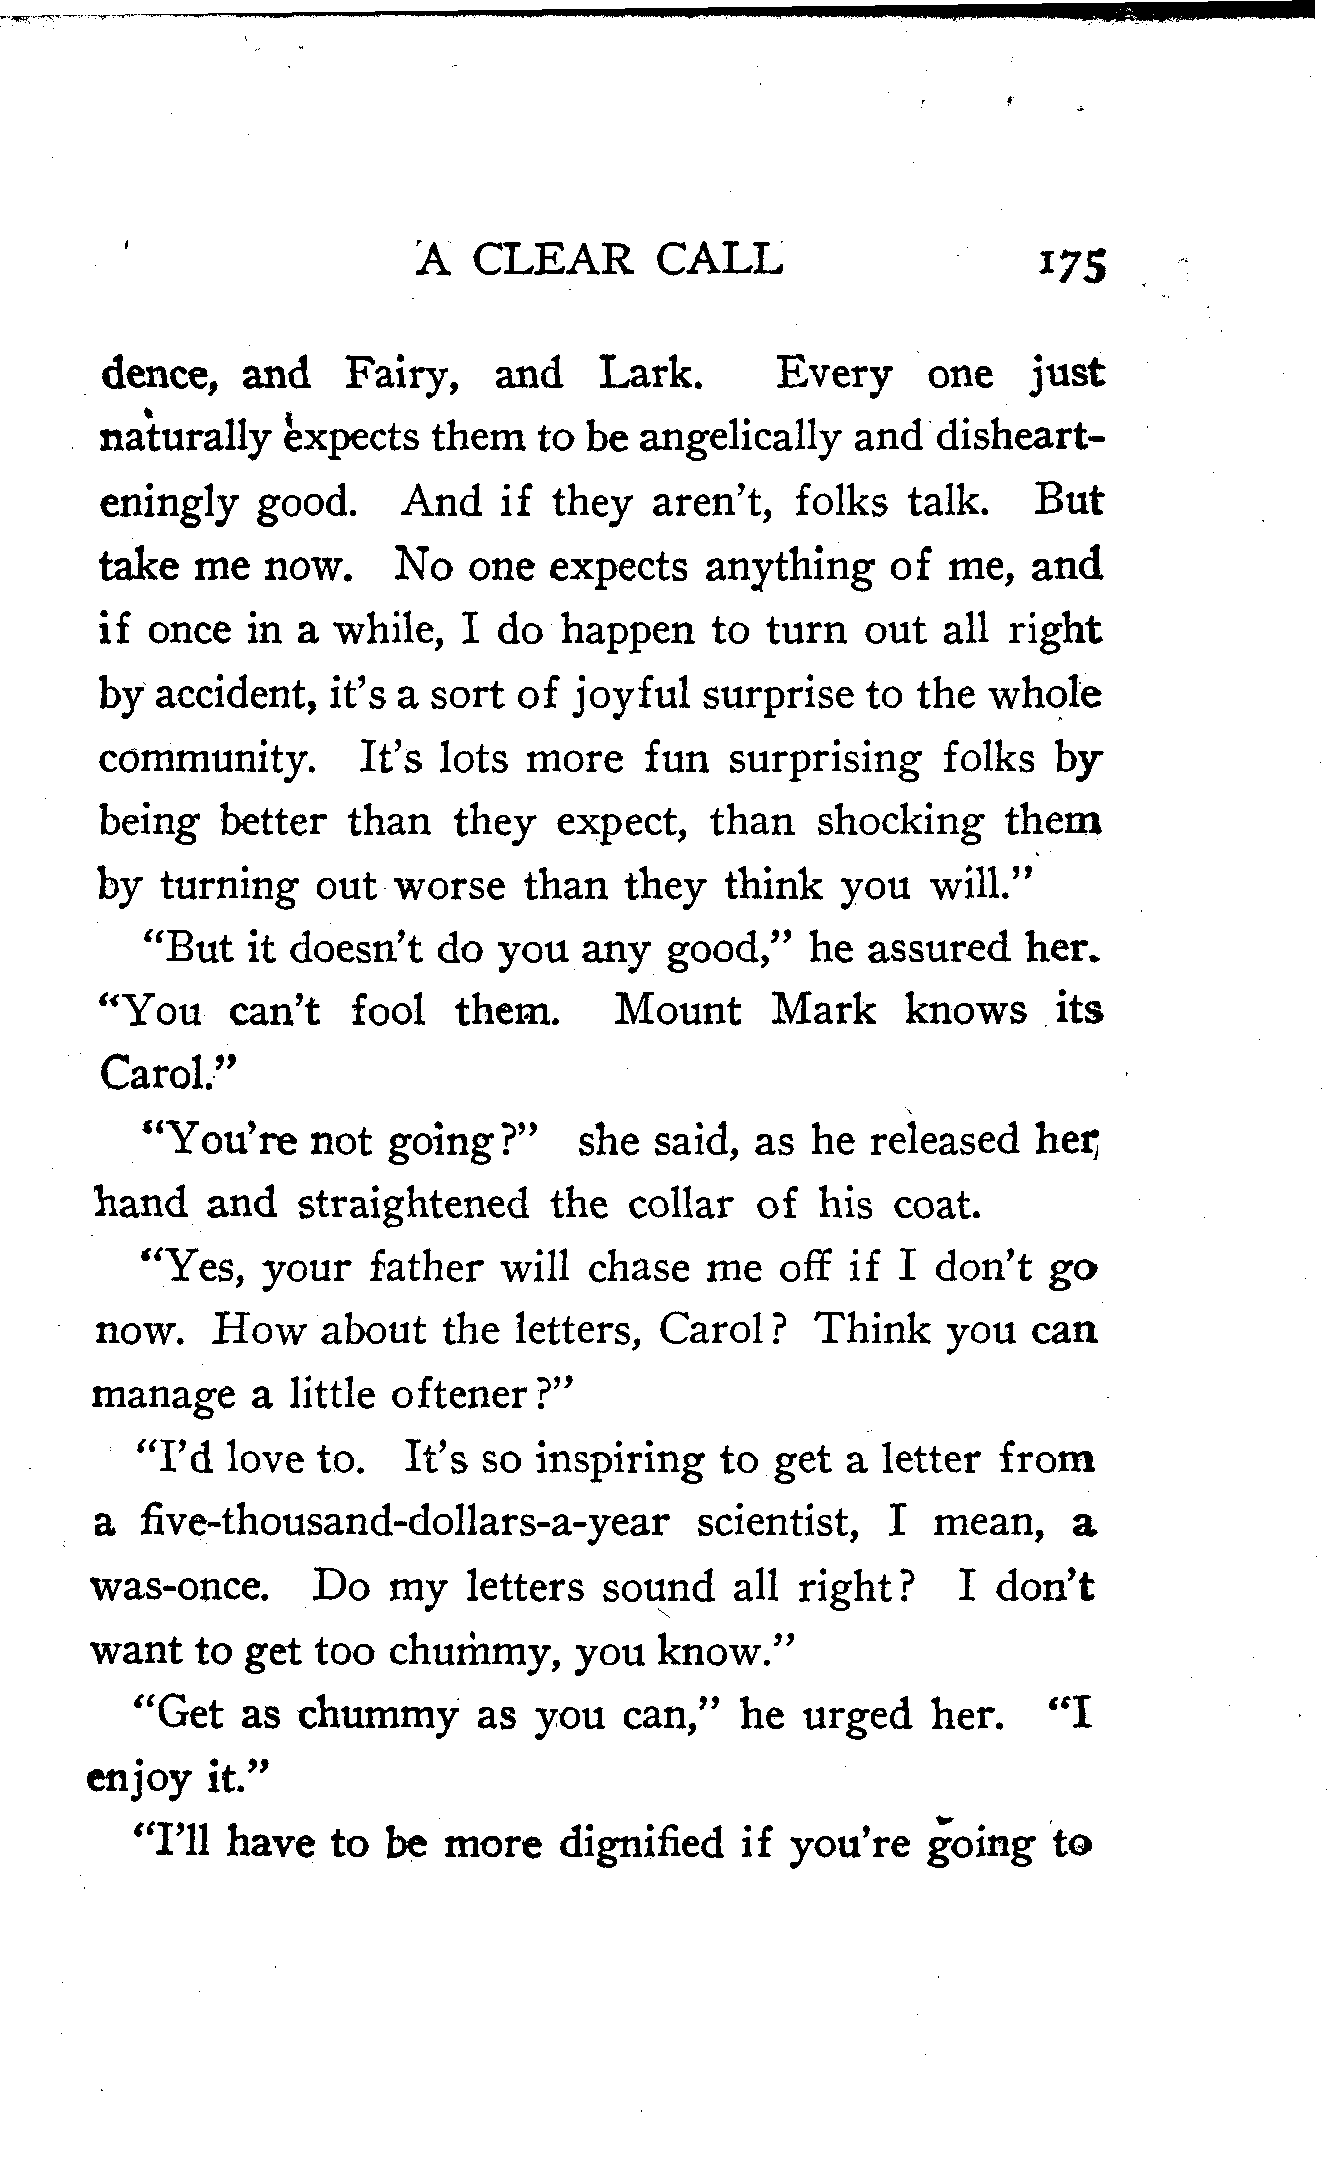 A CLEAR CALL 175
dence, and Fairy, and Lark. Every one just
naturally expects them to be angelically and disheart-
eningly good. And if they aren't, folks talk. But
take me now. No one expects anything of me, and
if once in a while, I do happen to turn out all right
by accident, it's a sort of joyful surprise to the whole
community. It's lots more fun surprising folks by
being better than they expect, than shocking them
by turning out worse than they think you will."
"But it doesn't do you any good," he assured her.
"You can't fool them. Mount Mark knows its
Carol."
"You're not going?" she said, as he released her
hand and straightened the collar of his coat.
"Yes, your father will chase me off if I don't go
now. How about the letters, Carol? Think you can
manage a little oftener?"
"I'd love to. It's so inspiring to get a letter from
a five-thousand-dollars-a-year scientist, I mean, a
was-once. Do my letters sound all right? I don't
want to get too chummy, you know."
"Get as chummy as you can," he urged her. "I
enjoy it."
"I'll have to be more dignified if you're going to